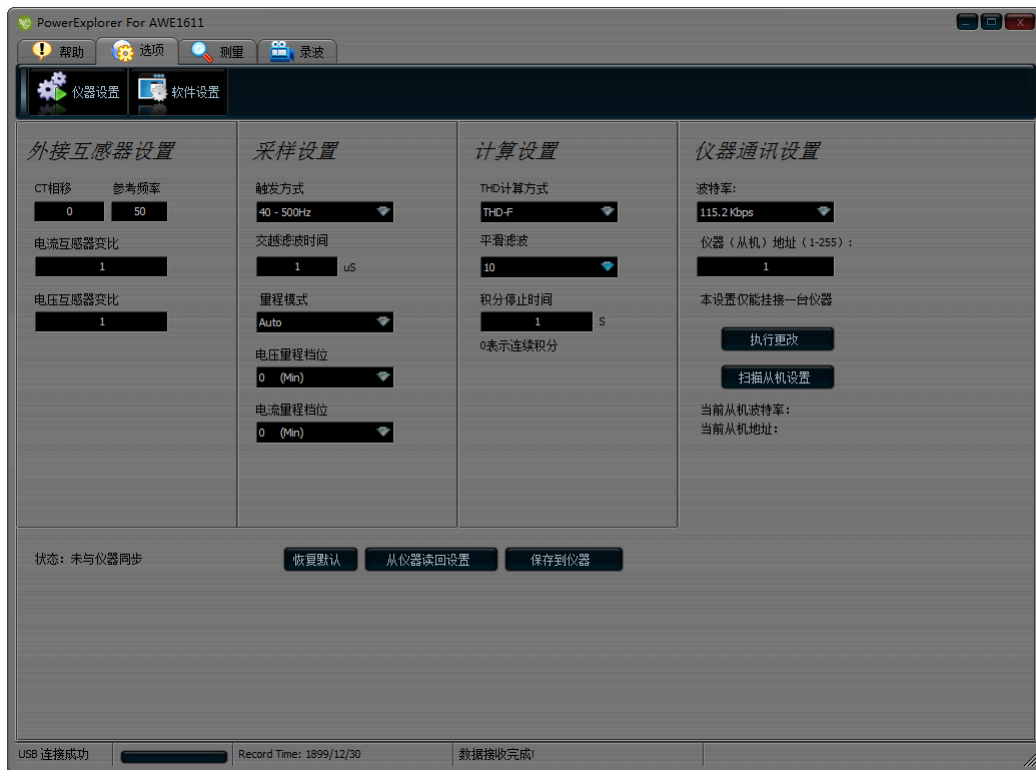 PowerExplorer For AWE1611
帮助 选项 测量 录波
仪器设置 软件设置
外接互感器设置
CT相移 参考频率
0 50
电流互感器变比
1
电压互感器变比
1
采样设置
触发方式
40 - 500Hz
交越滤波时间
1 uS
量程模式
Auto
电压量程档位
0 (Min)
电流量程档位
0 (Min)
计算设置
THD计算方式
THD-F
平滑滤波
10
积分停止时间
1 S
0表示连续积分
仪器通讯设置
波特率:
115.2 Kbps
仪器（从机）地址（1-255）:
1
本设置仅能挂接一台仪器
执行更改
扫描从机设置
当前从机波特率:
当前从机地址:
状态: 未与仪器同步 恢复默认 从仪器读回设置 保存到仪器
USB 连接成功 Record Time: 1899/12/30 数据接收完成!